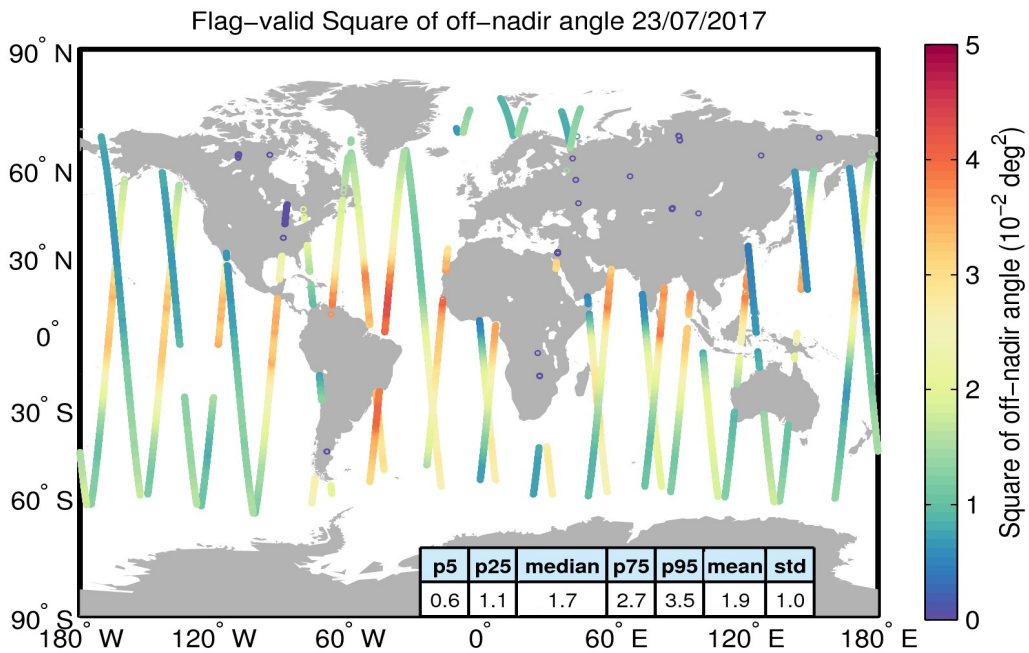 Flag−valid Square of off−nadir angle 23/07/2017
90° N
60° N
30° N
0°
30° S
60° S
90° S
180° W
120° W
60° W
0°
60° E
120° E
180° E
p5 p25 median p75 p95 mean std
0.6 1.1 1.7 2.7 3.5 1.9 1.0
5
4
3
2
1
0
Square of off−nadir angle (10⁻² deg²)